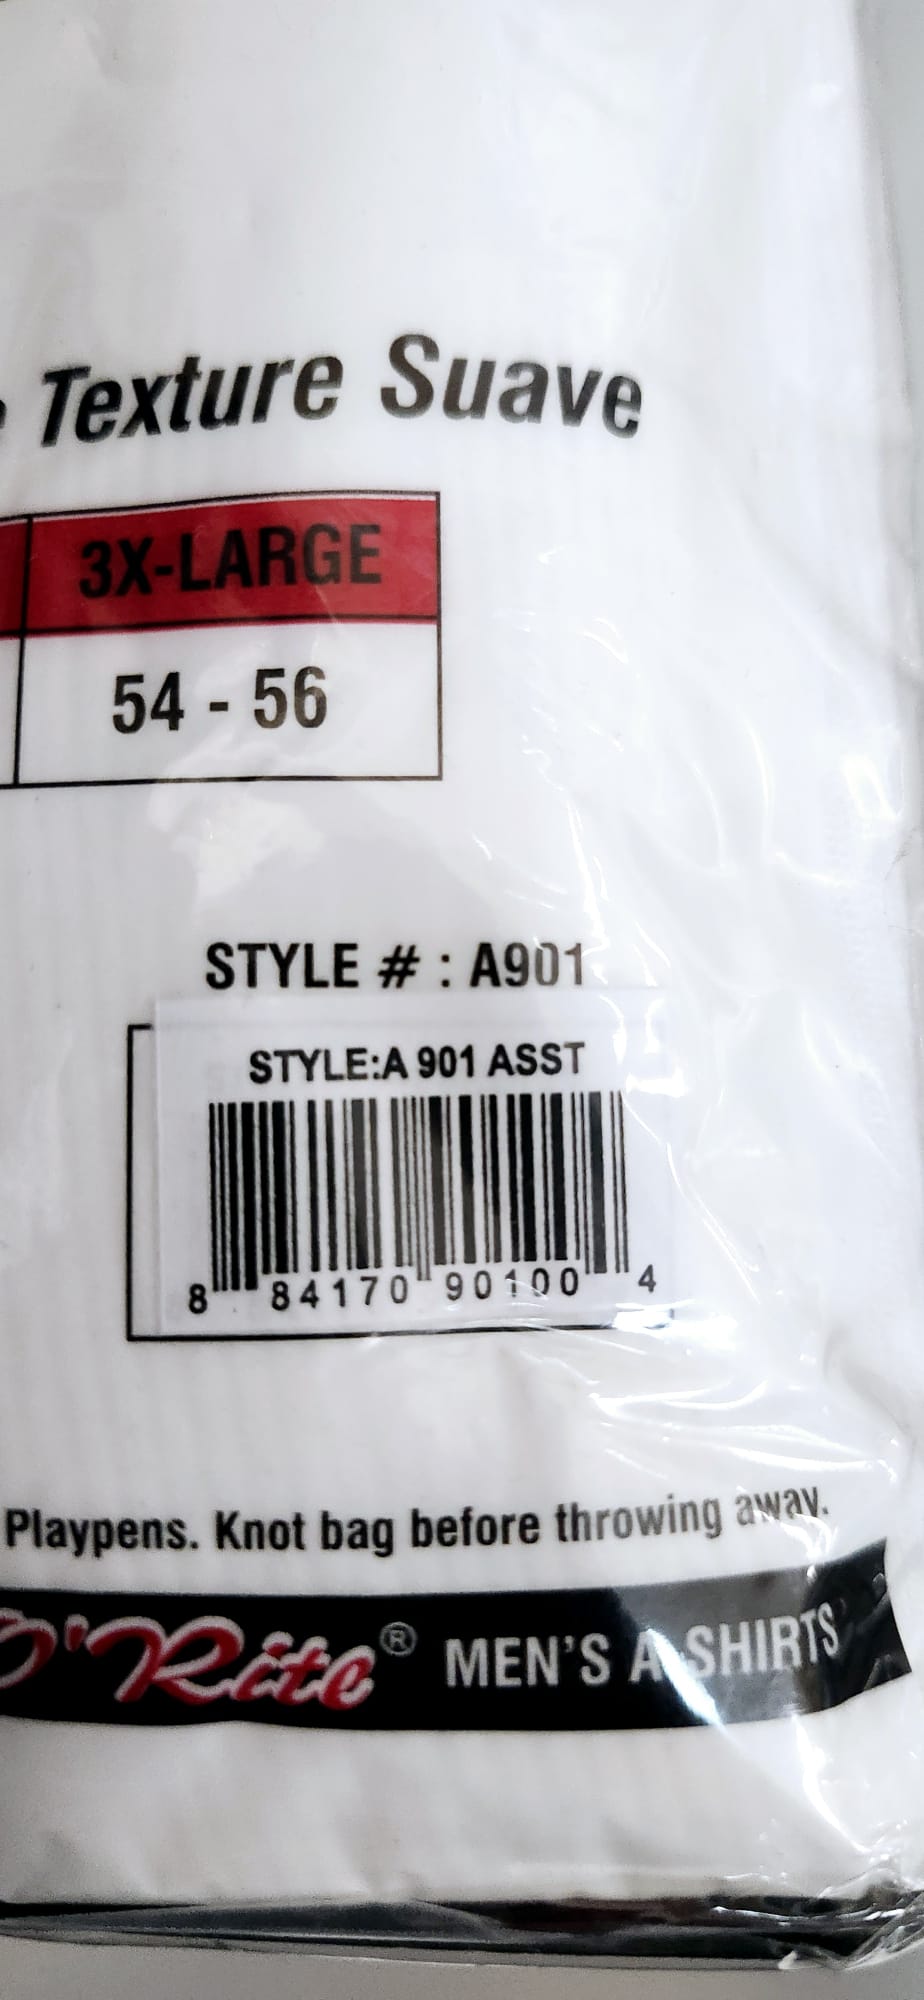 Texture Suave
3X-LARGE
54 - 56
STYLE # : A901
STYLE:A 901 ASST
8 84170 90100 4
Playpens. Knot bag before throwing away.
O'Rite® MEN'S A-SHIRTS